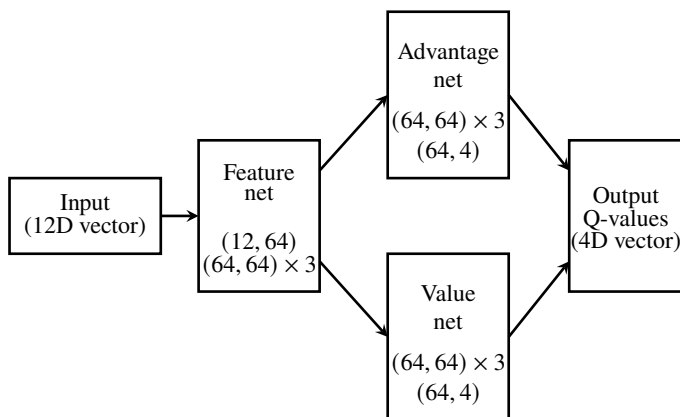 Input
(12D vector)
Feature
net
(12, 64)
(64, 64) × 3
Advantage
net
(64, 64) × 3
(64, 4)
Value
net
(64, 64) × 3
(64, 4)
Output
Q-values
(4D vector)